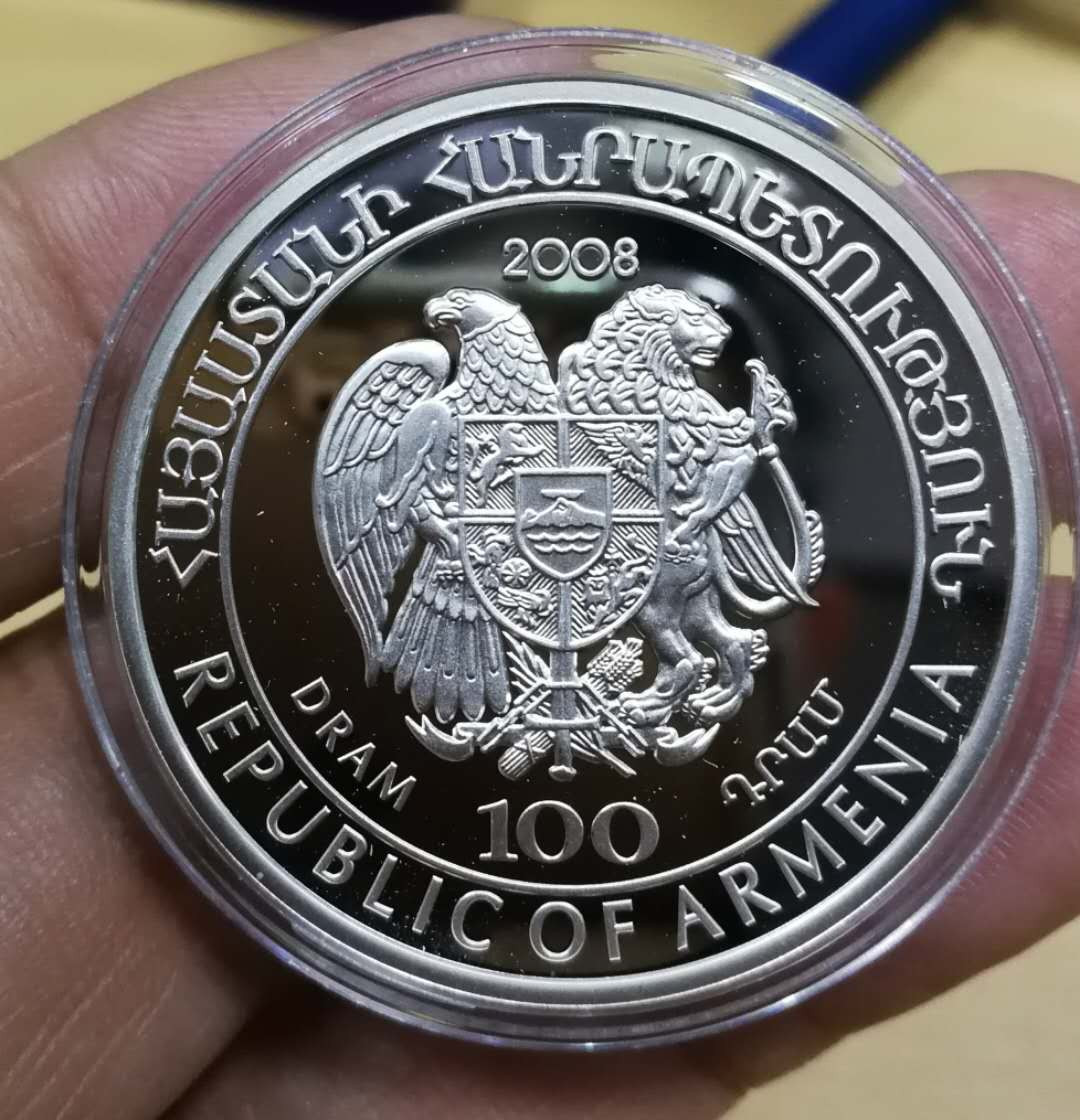 ՀԱՅԱՍՏԱՆԻ ՀԱՆՐԱՊԵՏՈՒԹՅՈՒՆ
2008
DRAM
100
ԴՐԱՄ
REPUBLIC OF ARMENIA